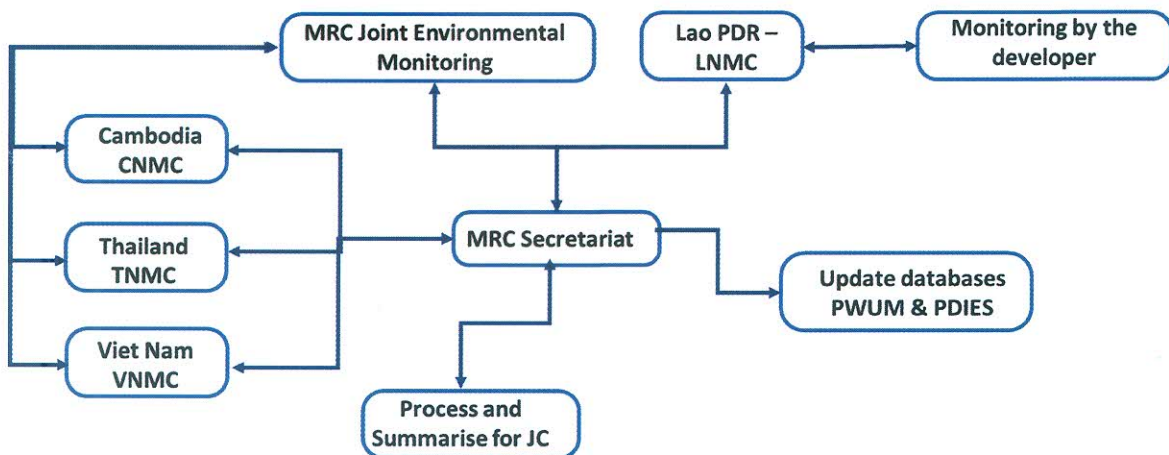 MRC Joint Environmental
Monitoring
Lao PDR –
LNMC
Monitoring by the
developer
Cambodia
CNMC
Thailand
TNMC
MRC Secretariat
Update databases
PWUM & PDIES
Viet Nam
VNMC
Process and
Summarise for JC